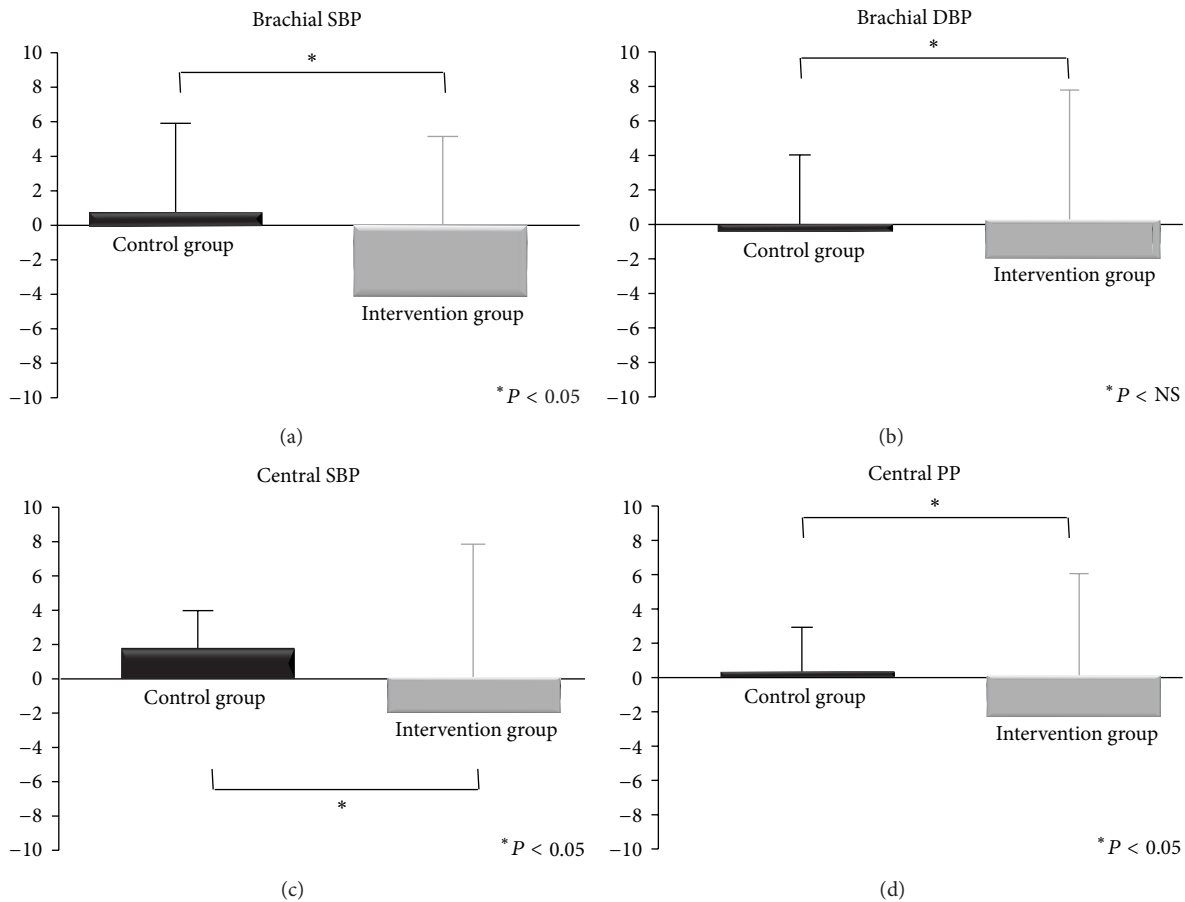 Brachial SBP
10
8
6
4
2
0
−2
−4
−6
−8
−10
*
Control group
Intervention group
* P < 0.05
(a)
Brachial DBP
10
8
6
4
2
0
−2
−4
−6
−8
−10
*
Control group
Intervention group
* P < NS
(b)
Central SBP
10
8
6
4
2
0
−2
−4
−6
−8
−10
Control group
Intervention group
*
* P < 0.05
(c)
Central PP
10
8
6
4
2
0
−2
−4
−6
−8
−10
*
Control group
Intervention group
* P < 0.05
(d)